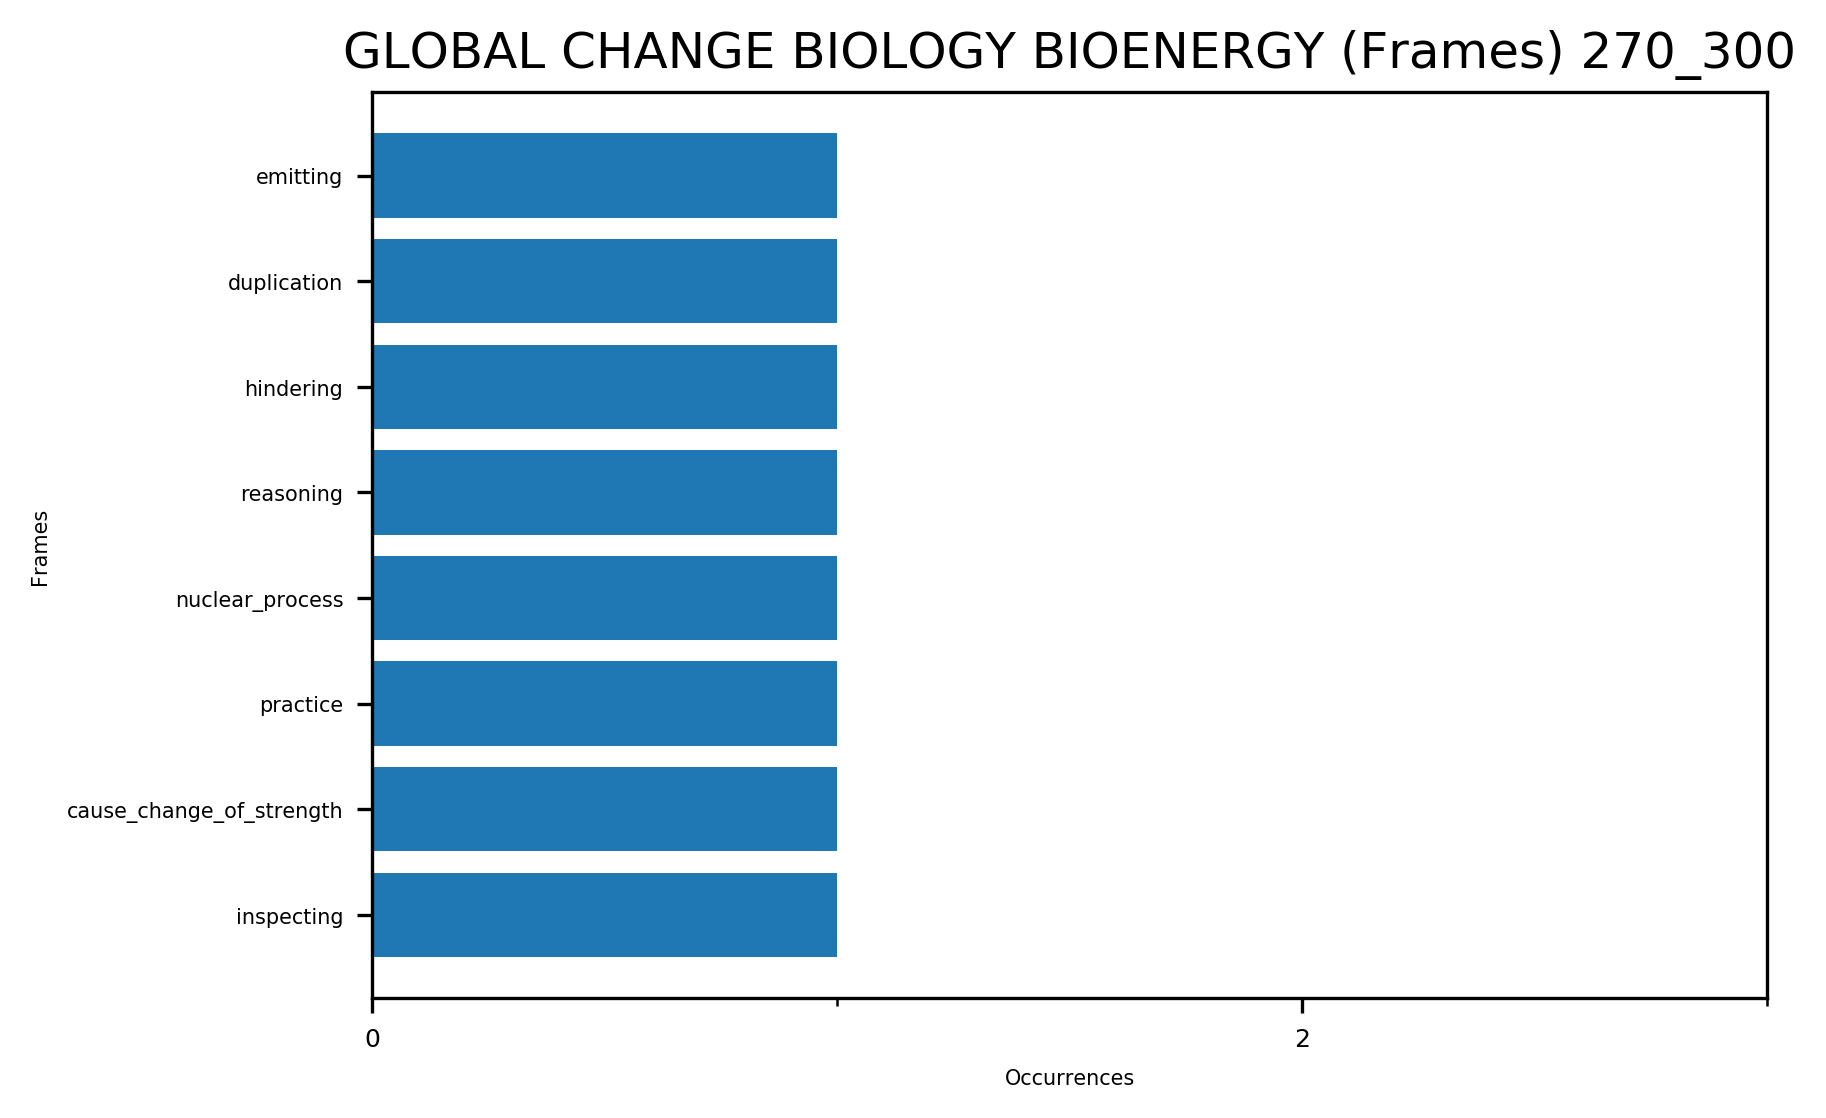 GLOBAL CHANGE BIOLOGY BIOENERGY (Frames) 270_300
emitting
duplication
hindering
reasoning
nuclear_process
practice
cause_change_of_strength
inspecting
Frames
0
2
Occurrences